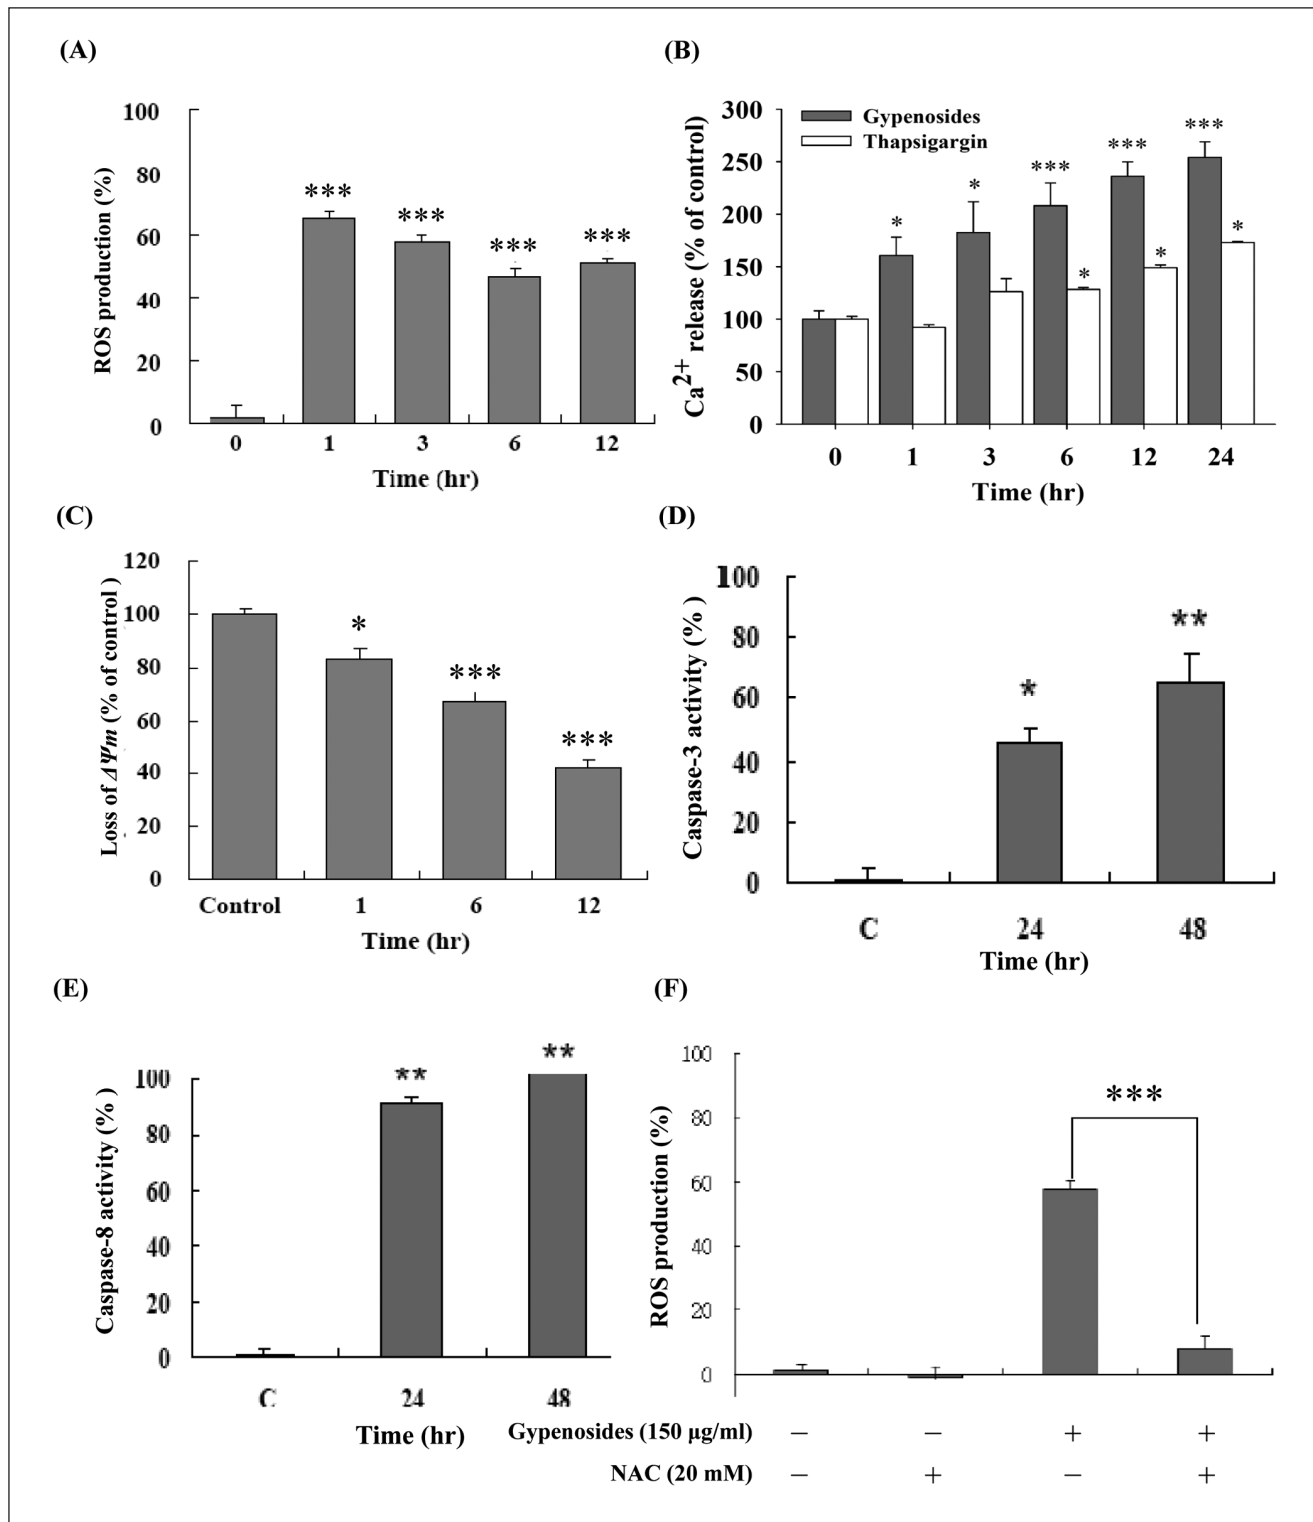 (A)
ROS production (%)
100
80
60
40
20
0
***
***
***
***
0 1 3 6 12
Time (hr)
(B)
Ca2+ release (% of control)
300
250
200
150
100
50
0
Gypenosides
Thapsigargin
*
*
***
***
***
*
*
*
0 1 3 6 12 24
Time (hr)
(C)
Loss of ΔΨm (% of control )
120
100
80
60
40
20
0
*
***
***
Control 1 6 12
Time (hr)
(D)
Caspase-3 activity (% )
100
80
60
40
20
0
*
**
C 24 48
Time (hr)
(E)
Caspase-8 activity (% )
100
80
60
40
20
0
**
**
C 24 48
Time (hr)
(F)
ROS production (%)
100
80
60
40
20
0
***
Gypenosides (150 μg/ml) − − + +
NAC (20 mM) − + − +